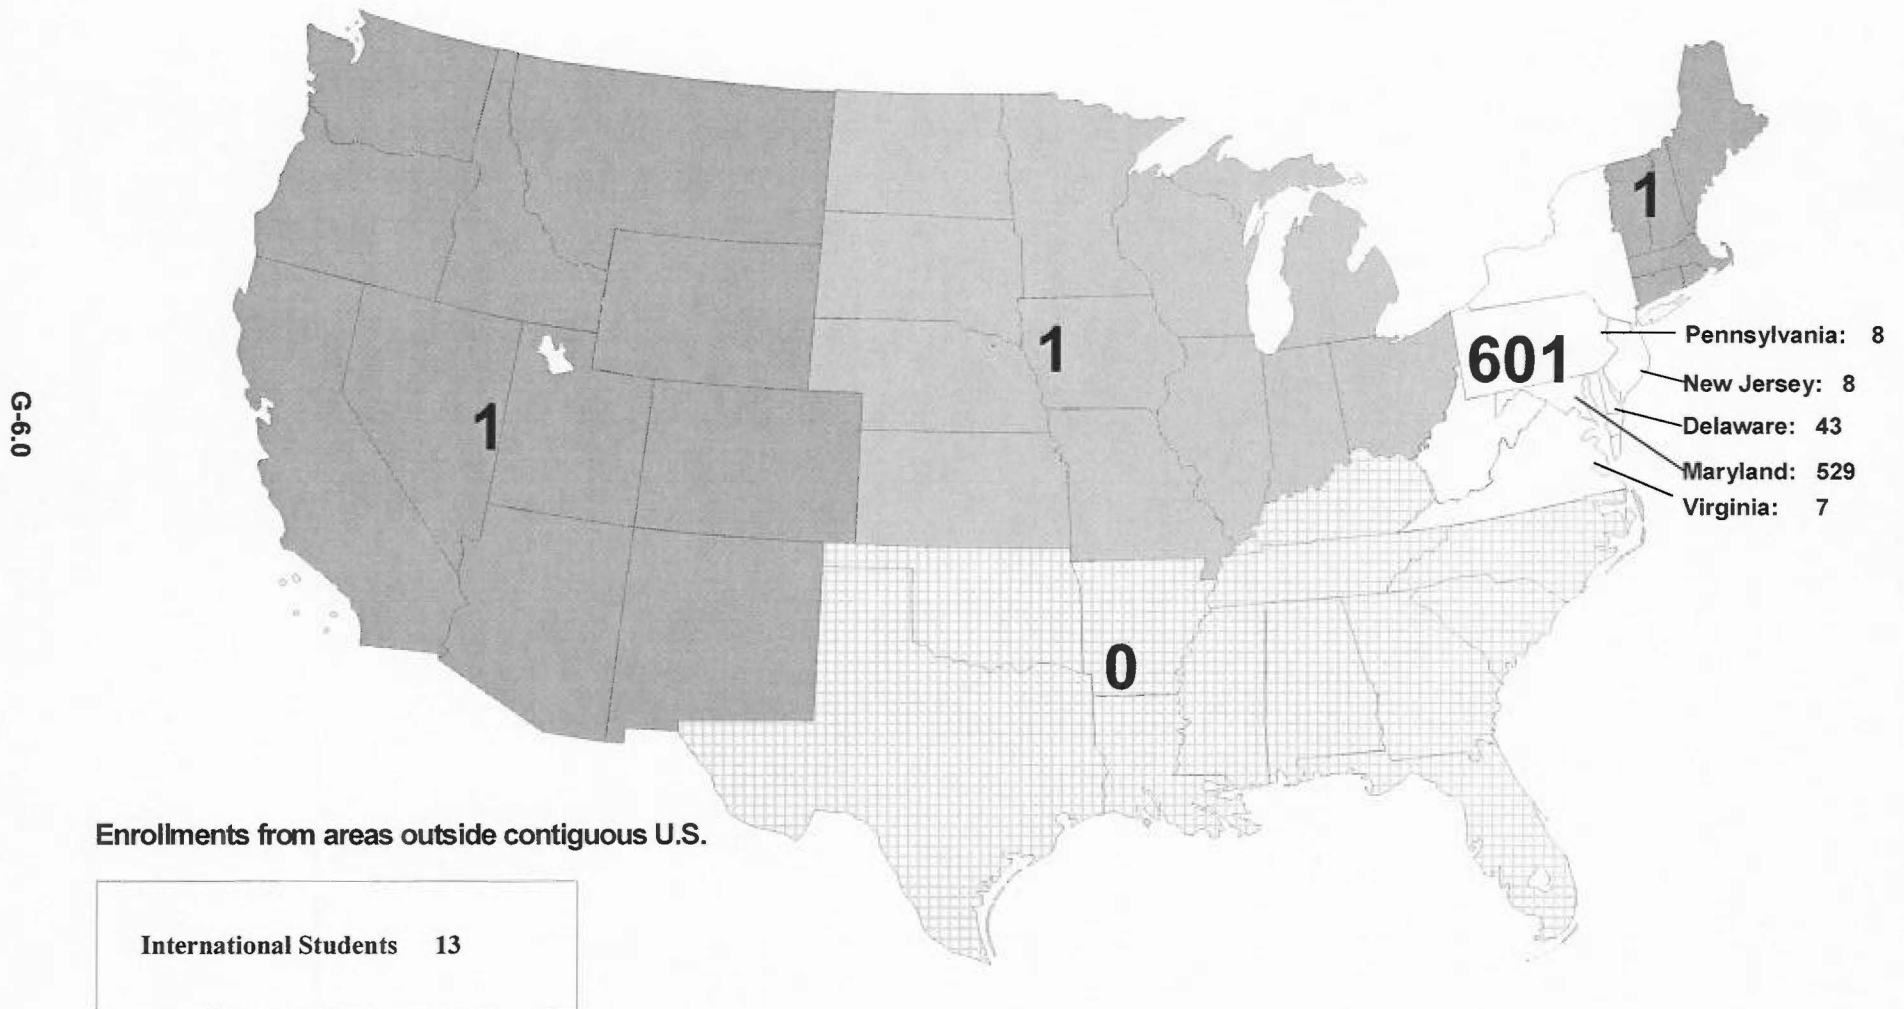 1
1
601
Pennsylvania: 8
New Jersey: 8
Delaware: 43
Maryland: 529
Virginia: 7
1
1
0
G-6.0
Enrollments from areas outside contiguous U.S.
International Students 13